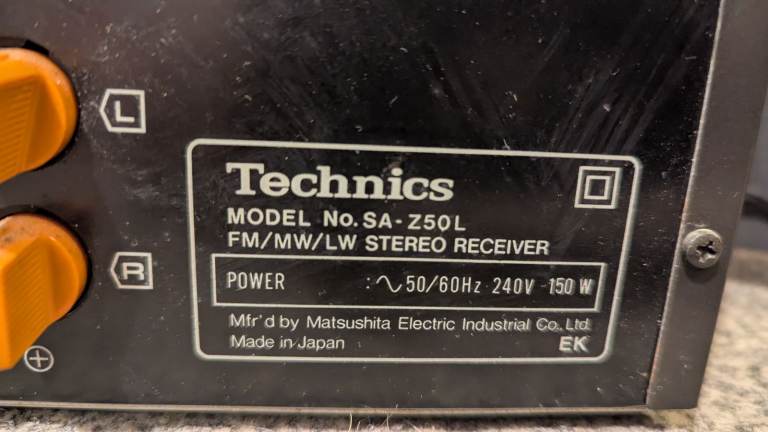 L
Technics
MODEL No. SA-Z50L
FM/MW/LW STEREO RECEIVER
POWER : ∿ 50/60Hz 240V 150W
R
Mfr'd by Matsushita Electric Industrial Co., Ltd.
Made in Japan EK
+